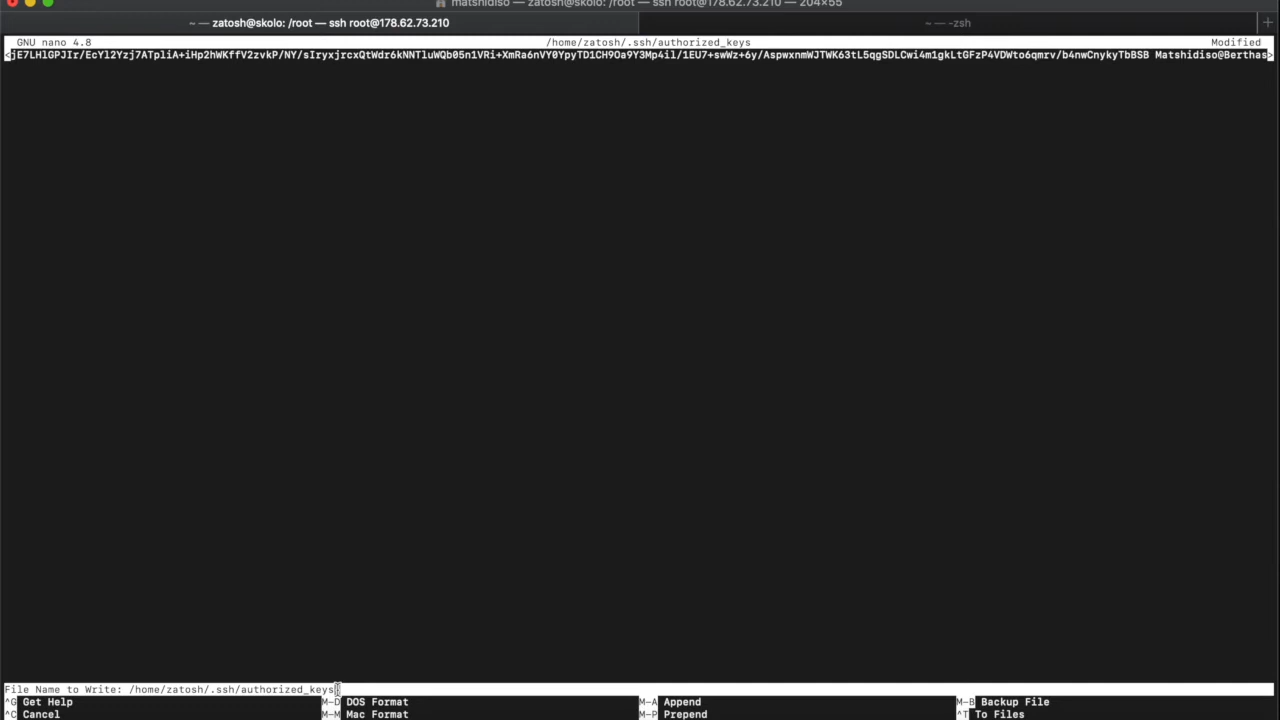 matshidiso — zatosh@skolo: /root — ssh root@178.62.73.210 — 204×55
~ — zatosh@skolo: /root — ssh root@178.62.73.210
~ — -zsh
+
GNU nano 4.8 /home/zatosh/.ssh/authorized_keys Modified
<jE7LHlGPJIr/EcYl2Yzj7ATpliA+iHp2hWKffV2zvkP/NY/sIryxjrcxQtWdr6kNNTluWQb05n1VRi+XmRa6nVY0YpyTD1CH9Oa9Y3Mp4il/1EU7+swWz+6y/AspwxnmWJTWK63tL5qgSDLCwi4m1gkLtGFzP4VDWto6qmrv/b4nwCnykyTbBSB Matshidiso@Berthas>
File Name to Write: /home/zatosh/.ssh/authorized_keys
^G Get Help M-D DOS Format M-A Append M-B Backup File
^C Cancel M-M Mac Format M-P Prepend ^T To Files